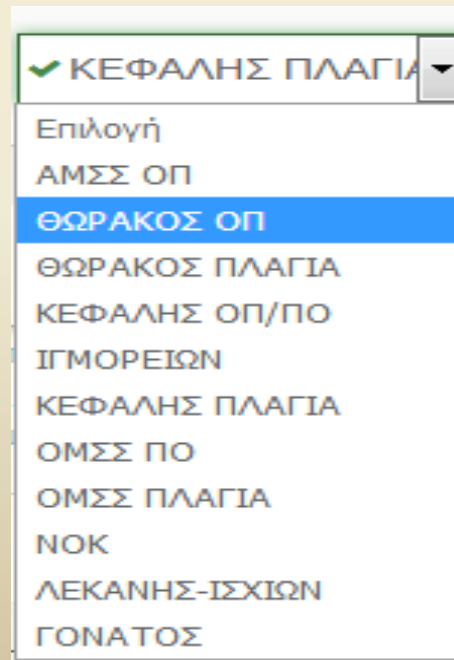 ΚΕΦΑΛΗΣ ΠΛΑΓΙΑ
Επιλογή
ΑΜΣΣ ΟΠ
ΘΩΡΑΚΟΣ ΟΠ
ΘΩΡΑΚΟΣ ΠΛΑΓΙΑ
ΚΕΦΑΛΗΣ ΟΠ/ΠΟ
ΙΓΜΟΡΕΙΩΝ
ΚΕΦΑΛΗΣ ΠΛΑΓΙΑ
ΟΜΣΣ ΠΟ
ΟΜΣΣ ΠΛΑΓΙΑ
ΝΟΚ
ΛΕΚΑΝΗΣ-ΙΣΧΙΩΝ
ΓΟΝΑΤΟΣ